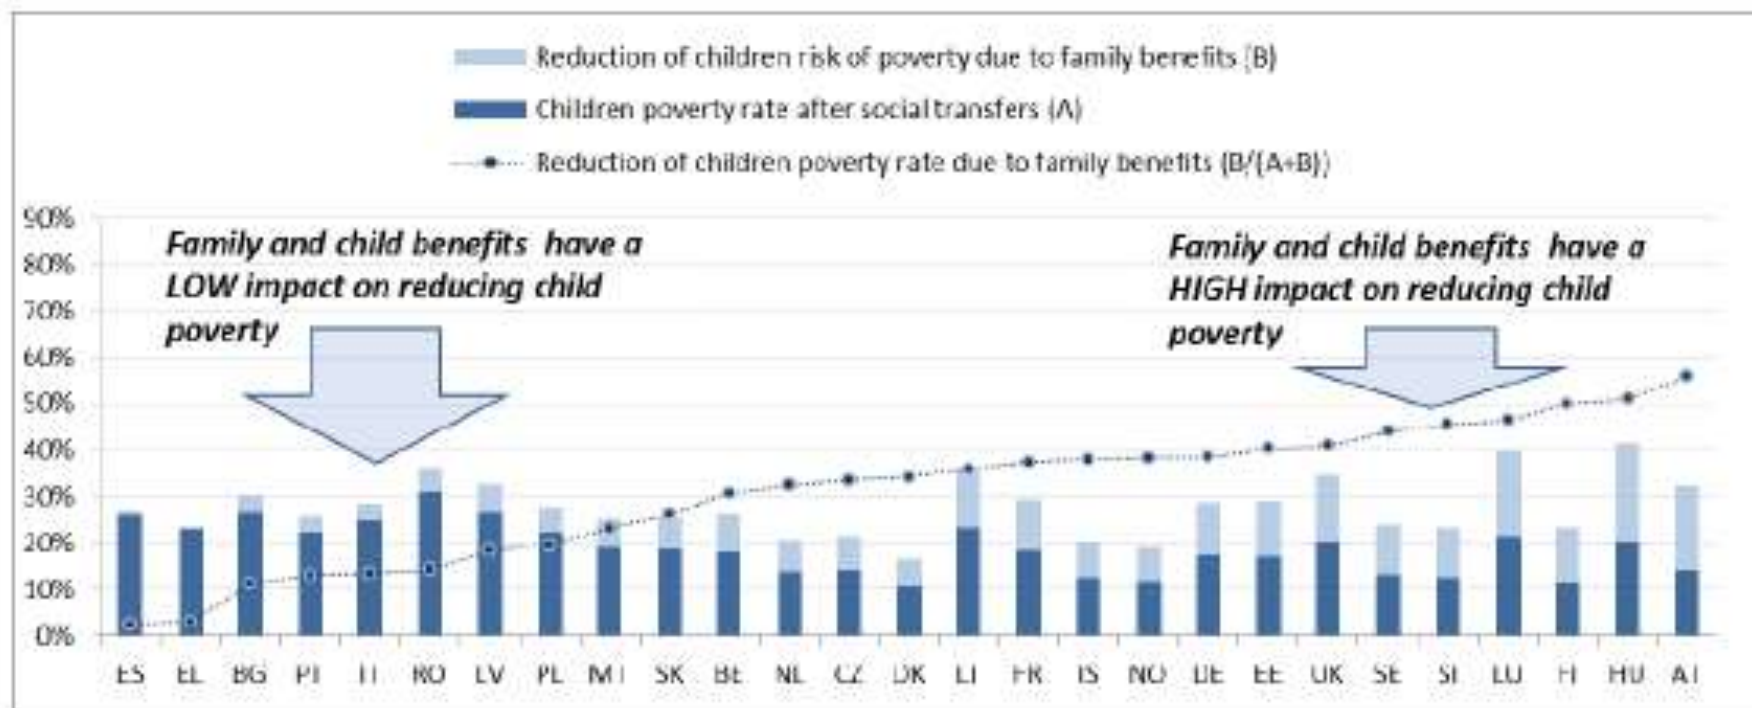 Reduction of children risk of poverty due to family benefits (B)
Children poverty rate after social transfers (A)
Reduction of children poverty rate due to family benefits (B/(A+B))
90%
80%
70%
60%
50%
40%
30%
20%
10%
0%
Family and child benefits have a
LOW impact on reducing child
poverty
Family and child benefits have a
HIGH impact on reducing child
poverty
ES EL BG PT IT RO LV PL MT SK BE NL CZ DK LT FR IS NO DE EE UK SE SI LU FI HU AT